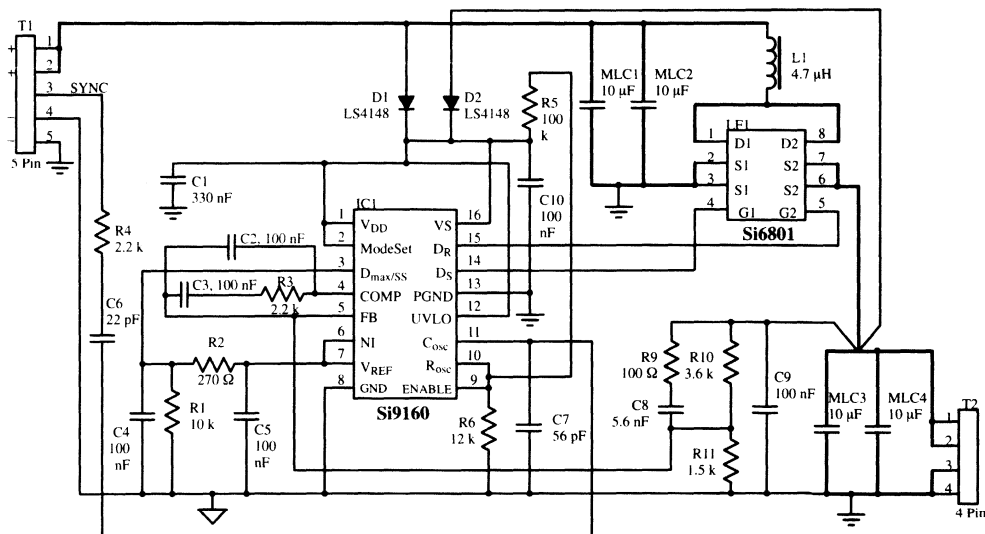 T1
+
1
+
2
3
SYNC
−
4
−
5
5 Pin
D1
LS4148
D2
LS4148
R5
100
k
MLC1
10 µF
MLC2
10 µF
L1
4.7 µH
LF1
1
D1
D2
8
2
S1
S2
7
3
S1
S2
6
4
G1
G2
5
Si6801
C1
330 nF
C10
100
nF
R4
2.2 k
C6
22 pF
C2, 100 nF
C3, 100 nF
R3
2.2 k
IC1
1
VDD
VS
16
2
ModeSet
DR
15
3
Dmax/SS
DS
14
4
COMP
PGND
13
5
FB
UVLO
12
6
NI
Cosc
11
7
VREF
Rosc
10
8
GND
ENABLE
9
Si9160
R2
270 Ω
R1
10 k
C4
100
nF
C5
100
nF
R6
12 k
C7
56 pF
R9
100 Ω
R10
3.6 k
C8
5.6 nF
R11
1.5 k
C9
100 nF
MLC3
10 µF
MLC4
10 µF
T2
1
2
3
4
4 Pin